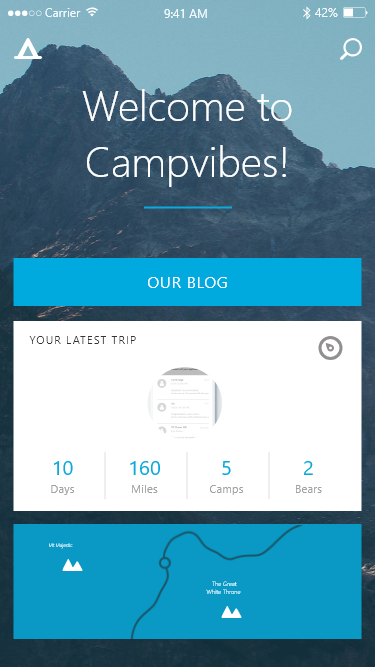 Carrier 9:41 AM 42%
Welcome to
Campvibes!
OUR BLOG
YOUR LATEST TRIP
10 160 5 2
Days Miles Camps Bears
Mt Majestic
The Great
White Throne